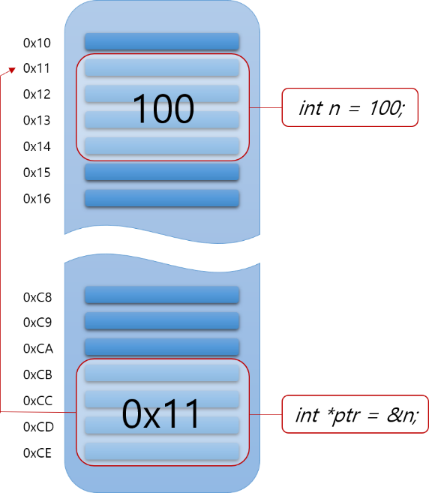 0x10
0x11
0x12
0x13
0x14
0x15
0x16
100
int n = 100;
0xC8
0xC9
0xCA
0xCB
0xCC
0xCD
0xCE
0x11
int *ptr = &n;